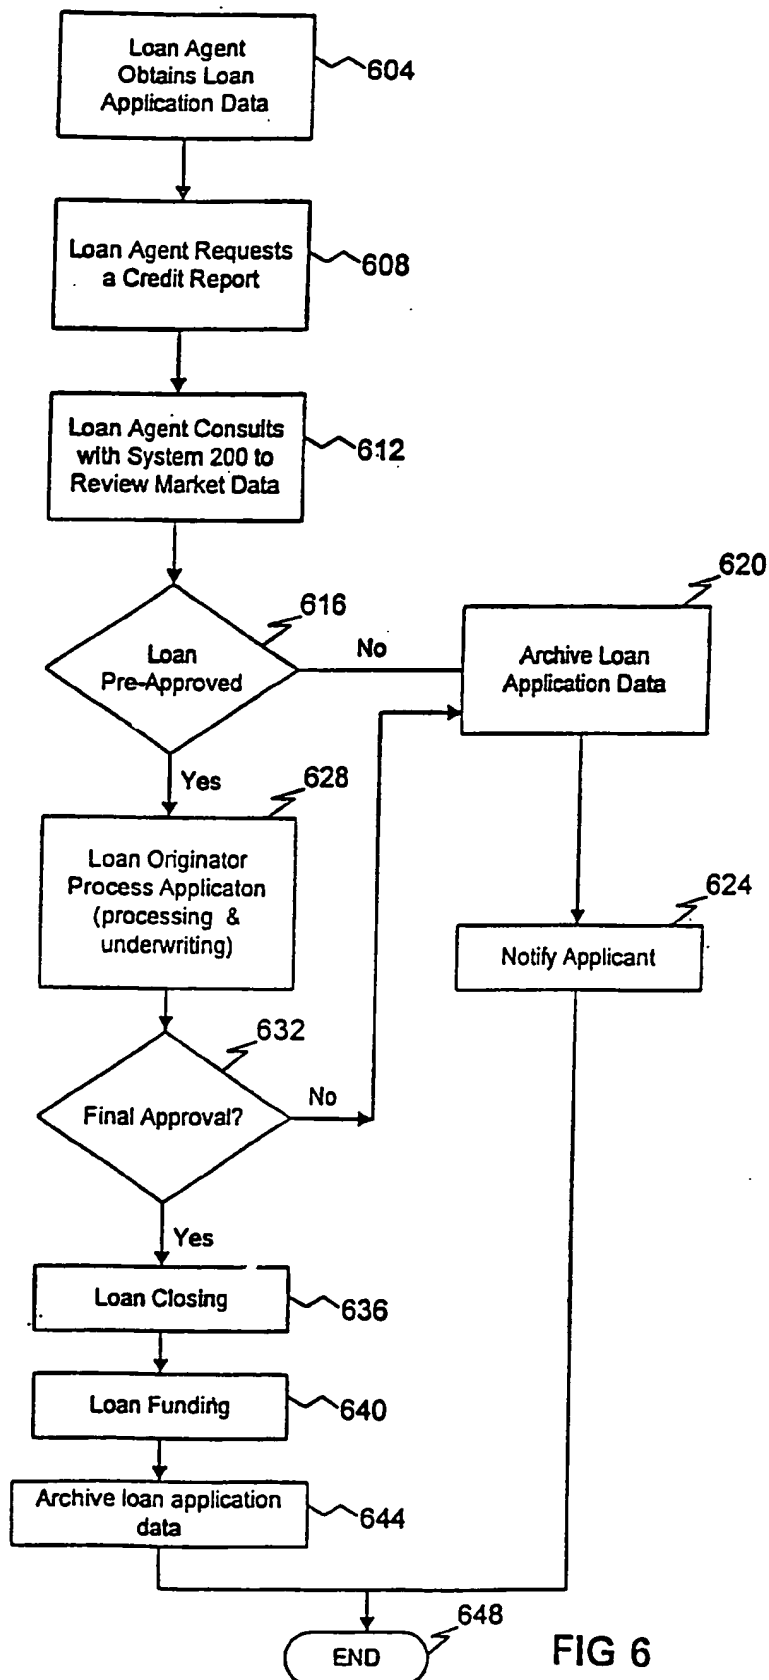 Loan Agent
Obtains Loan
Application Data
604
Loan Agent Requests
a Credit Report
608
Loan Agent Consults
with System 200 to
Review Market Data
612
616
Loan
Pre-Approved
No
620
Archive Loan
Application Data
Yes
628
Loan Originator
Process Applicaton
(processing &
underwriting)
624
Notify Applicant
632
Final Approval?
No
Yes
Loan Closing
636
Loan Funding
640
Archive loan application
data
644
648
END
FIG 6